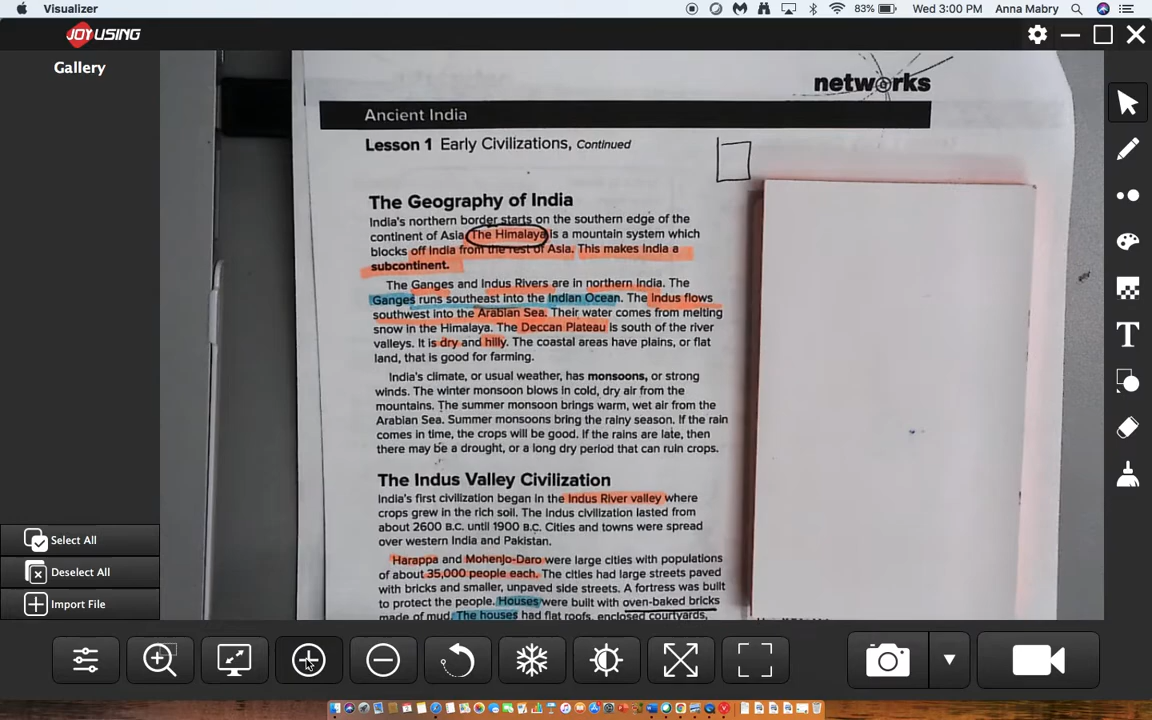 Visualizer
83%
Wed 3:00 PM
Anna Mabry
JOYUSING
Gallery
networks
Ancient India
Lesson 1 Early Civilizations, Continued
The Geography of India
India's northern border starts on the southern edge of the
continent of Asia. The Himalaya is a mountain system which
blocks off India from the rest of Asia. This makes India a
subcontinent.
The Ganges and Indus Rivers are in northern India. The
Ganges runs southeast into the Indian Ocean. The Indus flows
southwest into the Arabian Sea. Their water comes from melting
snow in the Himalaya. The Deccan Plateau is south of the river
valleys. It is dry and hilly. The coastal areas have plains, or flat
land, that is good for farming.
India's climate, or usual weather, has monsoons, or strong
winds. The winter monsoon blows in cold, dry air from the
mountains. The summer monsoon brings warm, wet air from the
Arabian Sea. Summer monsoons bring the rainy season. If the rain
comes in time, the crops will be good. If the rains are late, then
there may be a drought, or a long dry period that can ruin crops.
The Indus Valley Civilization
India's first civilization began in the Indus River valley where
crops grew in the rich soil. The Indus civilization lasted from
about 2600 B.C. until 1900 B.C. Cities and towns were spread
over western India and Pakistan.
Harappa and Mohenjo-Daro were large cities with populations
of about 35,000 people each. The cities had large streets paved
with bricks and smaller, unpaved side streets. A fortress was built
to protect the people. Houses were built with oven-baked bricks
made of mud. The houses had flat roofs, enclosed courtyards,
Select All
Deselect All
Import File
T